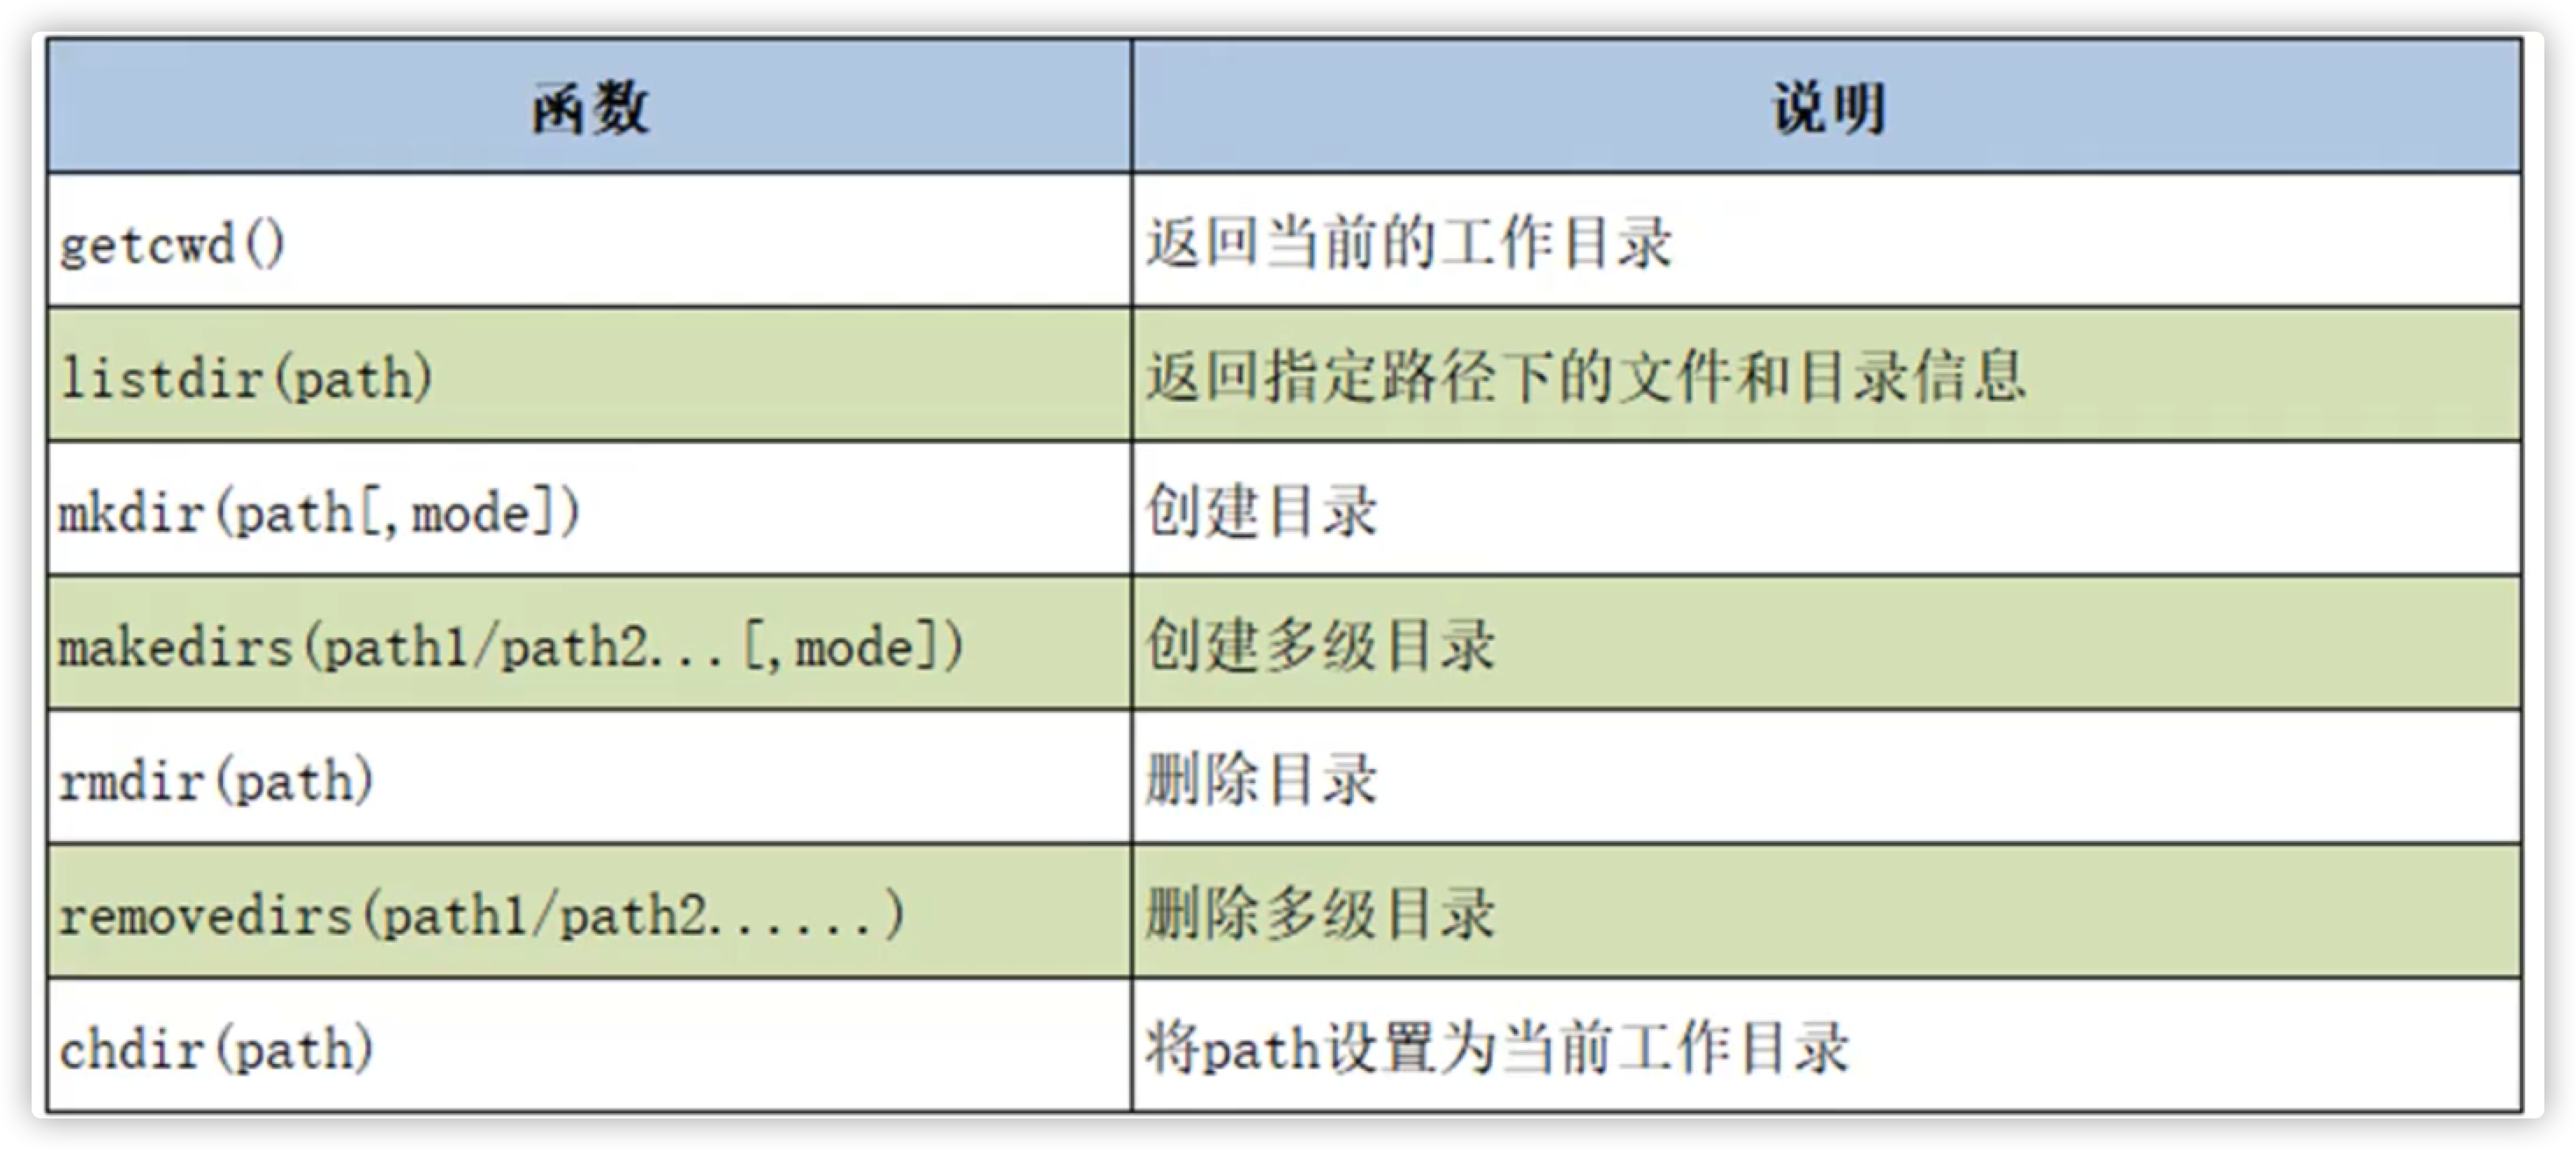 函数 说明
getcwd() 返回当前的工作目录
listdir(path) 返回指定路径下的文件和目录信息
mkdir(path[,mode]) 创建目录
makedirs(path1/path2...[,mode]) 创建多级目录
rmdir(path) 删除目录
removedirs(path1/path2......) 删除多级目录
chdir(path) 将path设置为当前工作目录